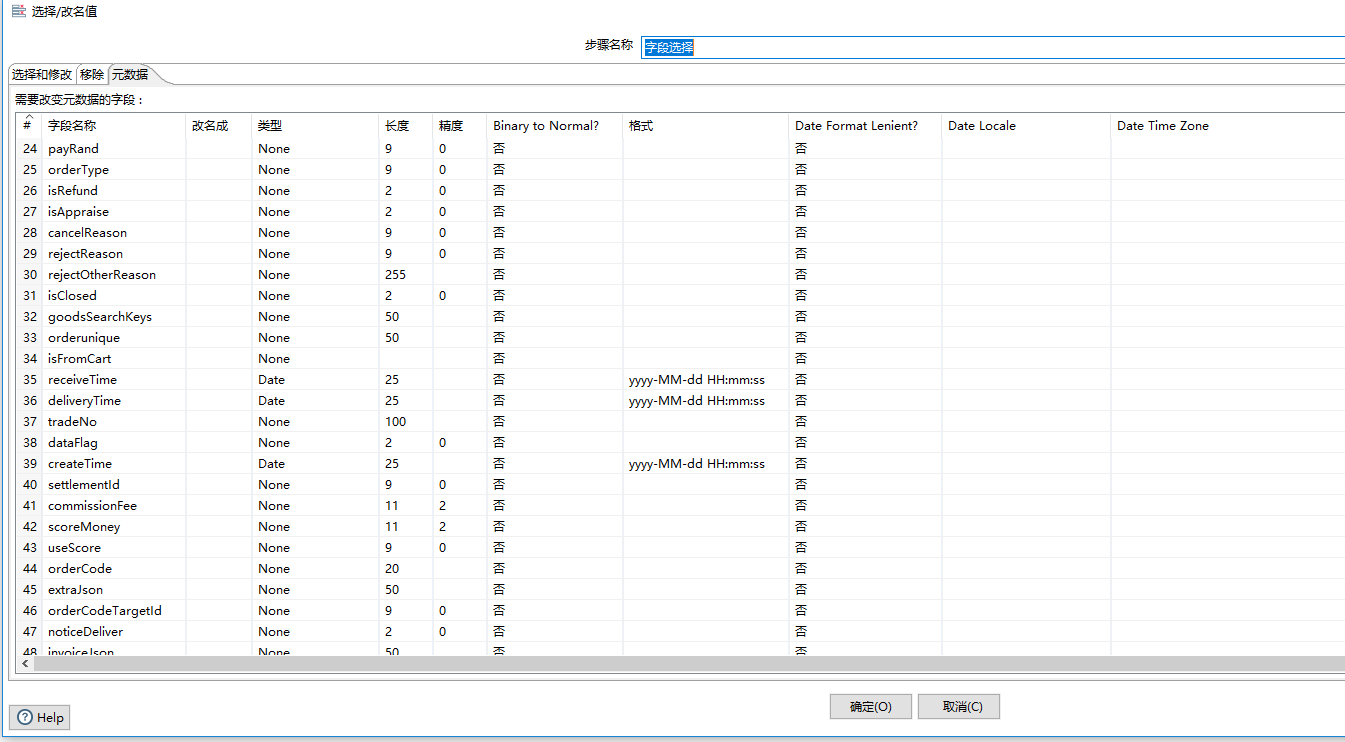 选择/改名值
步骤名称 字段选择
选择和修改 移除 元数据
需要改变元数据的字段：
# 字段名称 改名成 类型 长度 精度 Binary to Normal? 格式 Date Format Lenient? Date Locale Date Time Zone
24 payRand None 9 0 否 否
25 orderType None 9 0 否 否
26 isRefund None 2 0 否 否
27 isAppraise None 2 0 否 否
28 cancelReason None 9 0 否 否
29 rejectReason None 9 0 否 否
30 rejectOtherReason None 255 否 否
31 isClosed None 2 0 否 否
32 goodsSearchKeys None 50 否 否
33 orderunique None 50 否 否
34 isFromCart None 否 否
35 receiveTime Date 25 否 yyyy-MM-dd HH:mm:ss 否
36 deliveryTime Date 25 否 yyyy-MM-dd HH:mm:ss 否
37 tradeNo None 100 否 否
38 dataFlag None 2 0 否 否
39 createTime Date 25 否 yyyy-MM-dd HH:mm:ss 否
40 settlementId None 9 0 否 否
41 commissionFee None 11 2 否 否
42 scoreMoney None 11 2 否 否
43 useScore None 9 0 否 否
44 orderCode None 20 否 否
45 extraJson None 50 否 否
46 orderCodeTargetId None 9 0 否 否
47 noticeDeliver None 2 0 否 否
48 invoiceJson None 50 否 否
Help 确定(O) 取消(C)